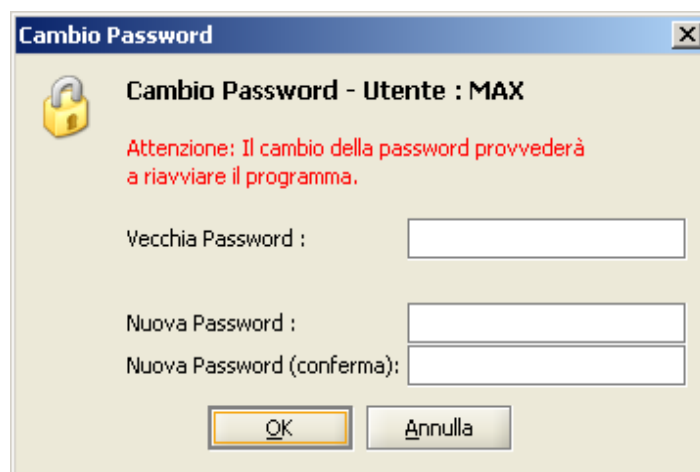 Cambio Password
Cambio Password - Utente : MAX
Attenzione: Il cambio della password provvederà
a riavviare il programma.
Vecchia Password :
Nuova Password :
Nuova Password (conferma):
OK Annulla